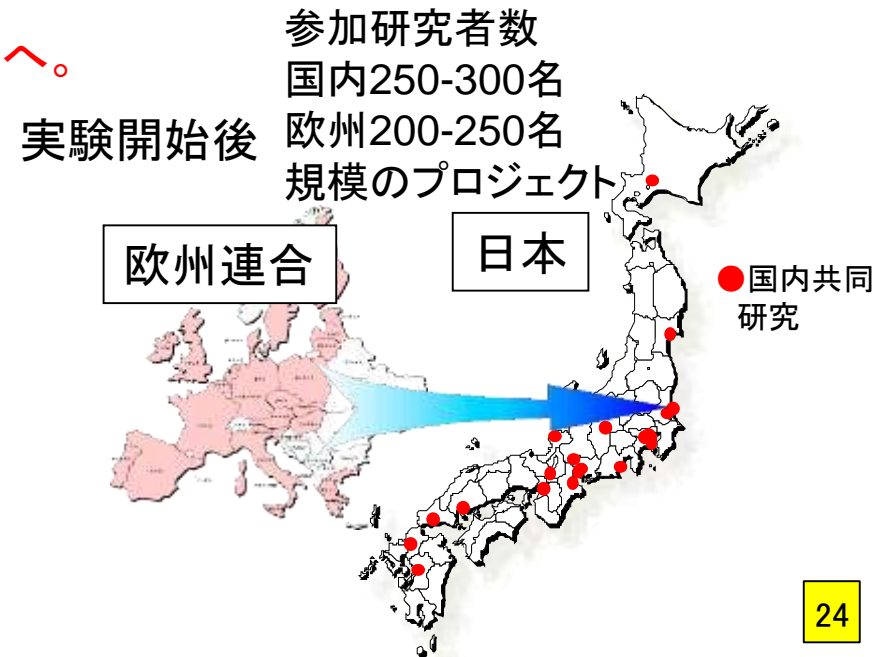 へ。
参加研究者数
国内250-300名
実験開始後
欧州200-250名
規模のプロジェクト
欧州連合
日本
●国内共同
研究
24